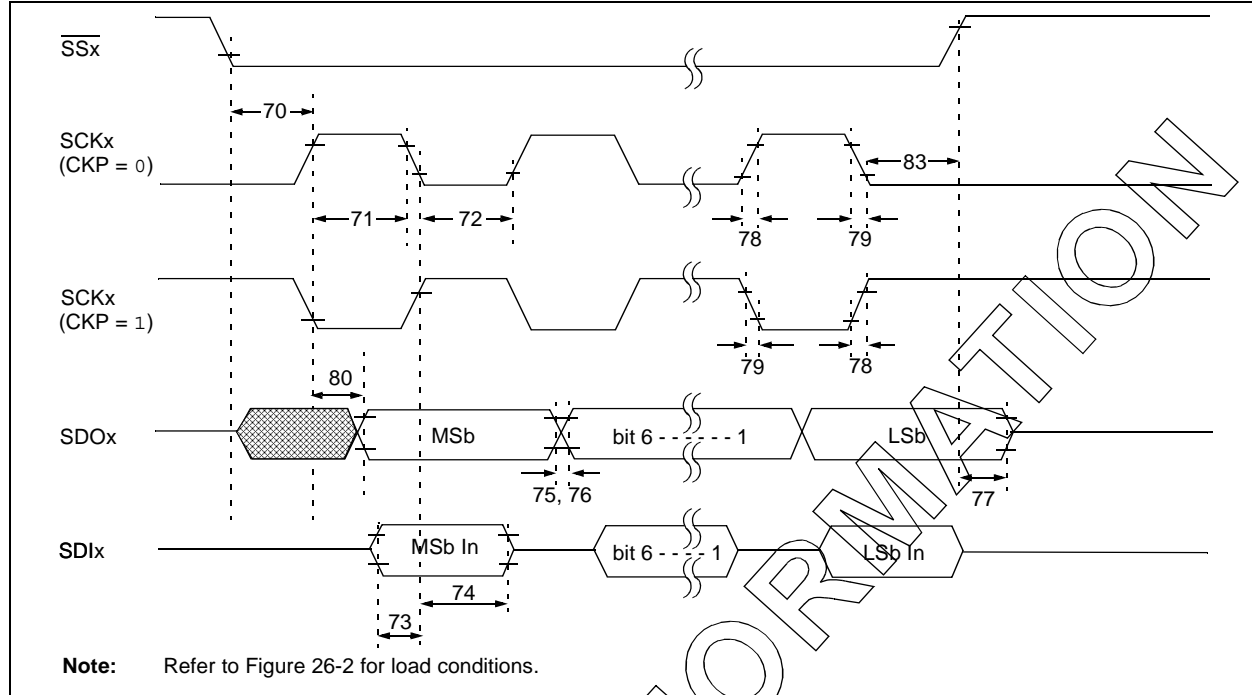 SSx
70
SCKx
(CKP = 0)
83
71
72
78
79
SCKx
(CKP = 1)
79
78
80
SDOx
MSb
bit 6 - - - - - - 1
LSb
75, 76
77
SDIx
MSb In
bit 6 - - - - 1
LSb In
74
73
Note: Refer to Figure 26-2 for load conditions.
ORMATION